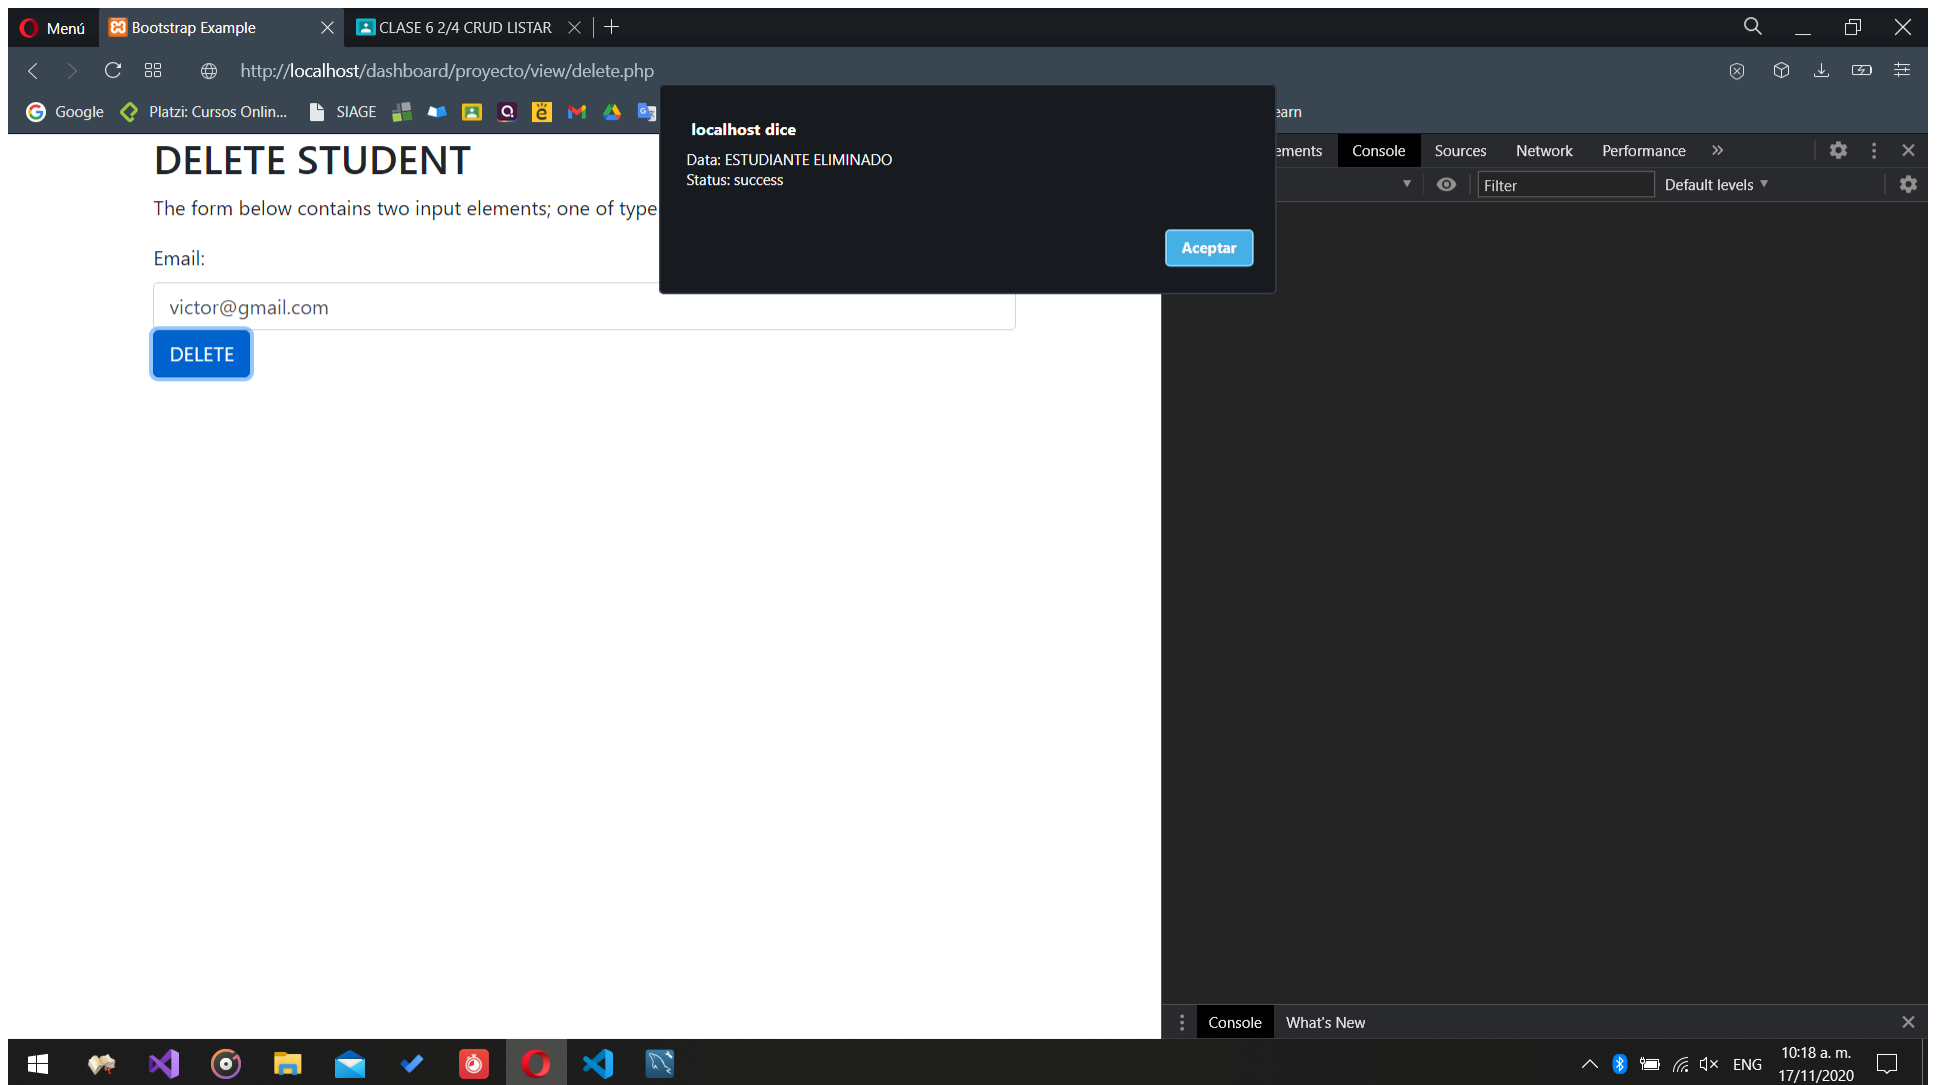 Menú
Bootstrap Example
CLASE 6 2/4 CRUD LISTAR
http://localhost/dashboard/proyecto/view/delete.php
Google
Platzi: Cursos Onlin...
SIAGE
earn
localhost dice
Data: ESTUDIANTE ELIMINADO
Status: success
Aceptar
DELETE STUDENT
The form below contains two input elements; one of type
Email:
victor@gmail.com
DELETE
ements
Console
Sources
Network
Performance
Filter
Default levels
Console
What's New
ENG
10:18 a. m.
17/11/2020